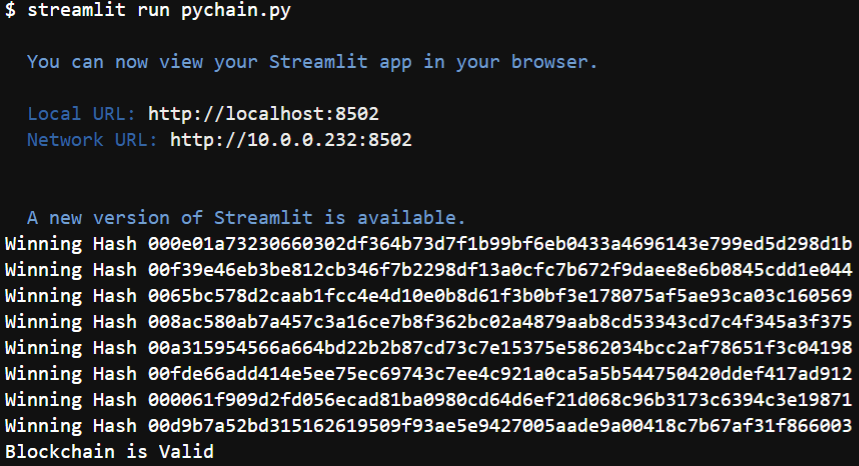 $ streamlit run pychain.py
You can now view your Streamlit app in your browser.
Local URL: http://localhost:8502
Network URL: http://10.0.0.232:8502
A new version of Streamlit is available.
Winning Hash 000e01a73230660302df364b73d7f1b99bf6eb0433a4696143e799ed5d298d1b
Winning Hash 00f39e46eb3be812cb346f7b2298df13a0cfc7b672f9daee8e6b0845cdd1e044
Winning Hash 0065bc578d2caab1fcc4e4d10e0b8d61f3b0bf3e178075af5ae93ca03c160569
Winning Hash 008ac580ab7a457c3a16ce7b8f362bc02a4879aab8cd53343cd7c4f345a3f375
Winning Hash 00a315954566a664bd22b2b87cd73c7e15375e5862034bcc2af78651f3c04198
Winning Hash 00fde66add414e5ee75ec69743c7ee4c921a0ca5a5b544750420ddef417ad912
Winning Hash 000061f909d2fd056ecad81ba0980cd64d6ef21d068c96b3173c6394c3e19871
Winning Hash 00d9b7a52bd315162619509f93ae5e9427005aade9a00418c7b67af31f866003
Blockchain is Valid